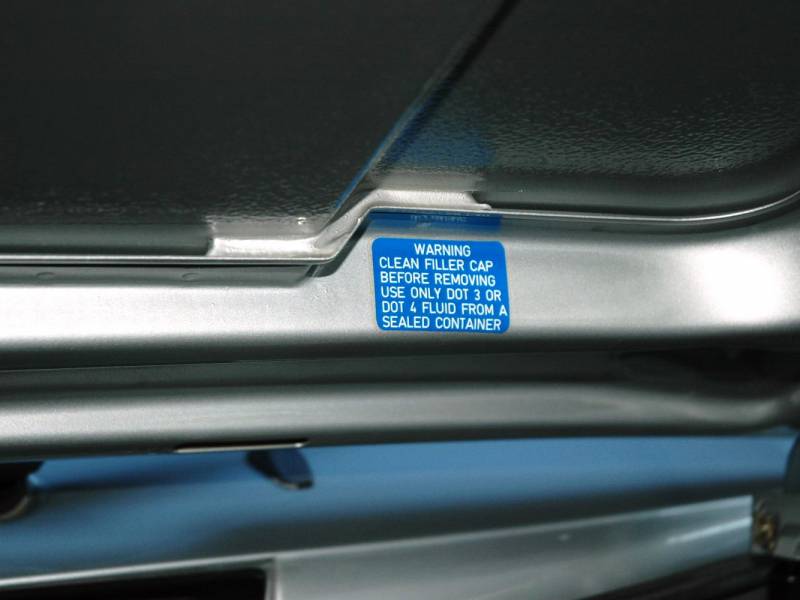 WARNING
CLEAN FILLER CAP
BEFORE REMOVING
USE ONLY DOT 3 OR
DOT 4 FLUID FROM A
SEALED CONTAINER